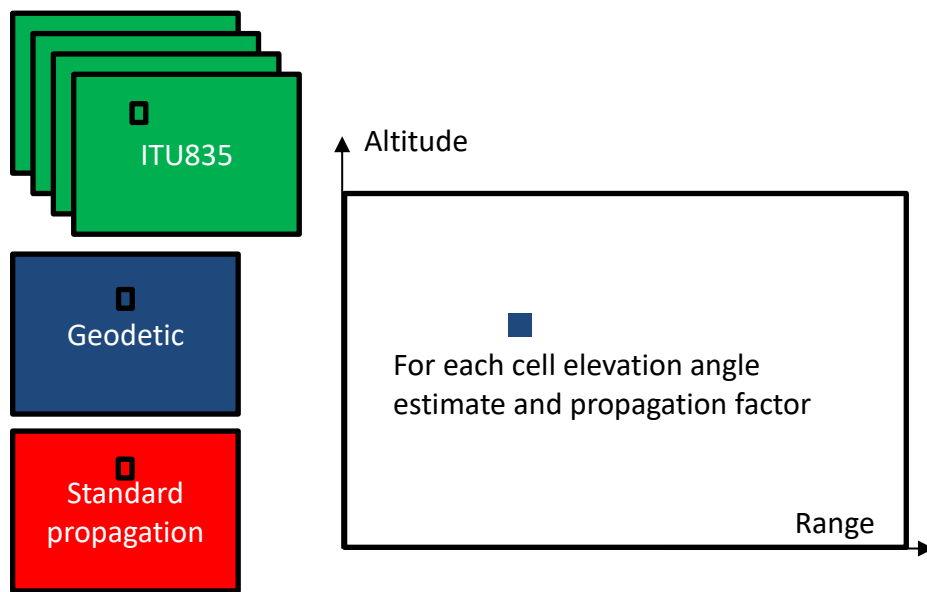 ITU835
Geodetic
Standard
propagation
Altitude
For each cell elevation angle
estimate and propagation factor
Range